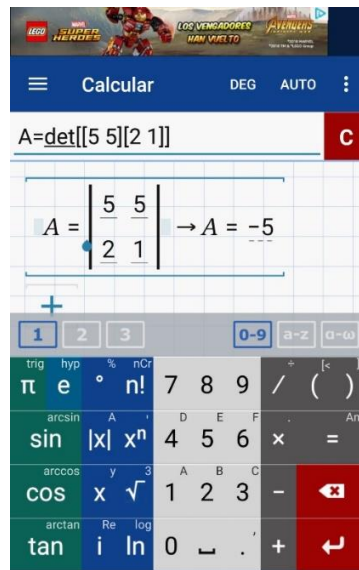 LEGO SUPER HEROES LOS VENGADORES HAN VUELTO AVENGERS
Calcular DEG AUTO
A=det[[5 5][2 1]] C
A = | 5 5 | → A = -5
2 1
+
1 2 3 0-9 a-z α-ω
trig hyp % nCr ÷ [<
π e ° n! 7 8 9 / ( )
arcsin A ' D E F . An
sin |x| xⁿ 4 5 6 × =
arccos y 3 A B C
cos x √ 1 2 3 -
arctan Re log ,
tan i ln 0 . +